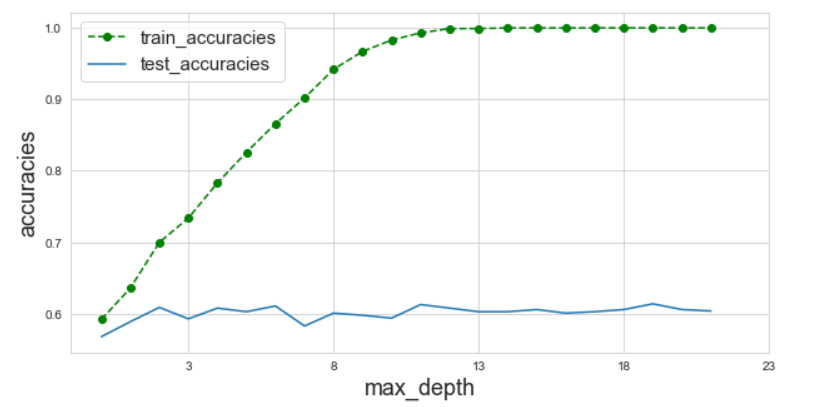 1.0
train_accuracies
test_accuracies
0.9
0.8
0.7
0.6
accuracies
3 8 13 18 23
max_depth